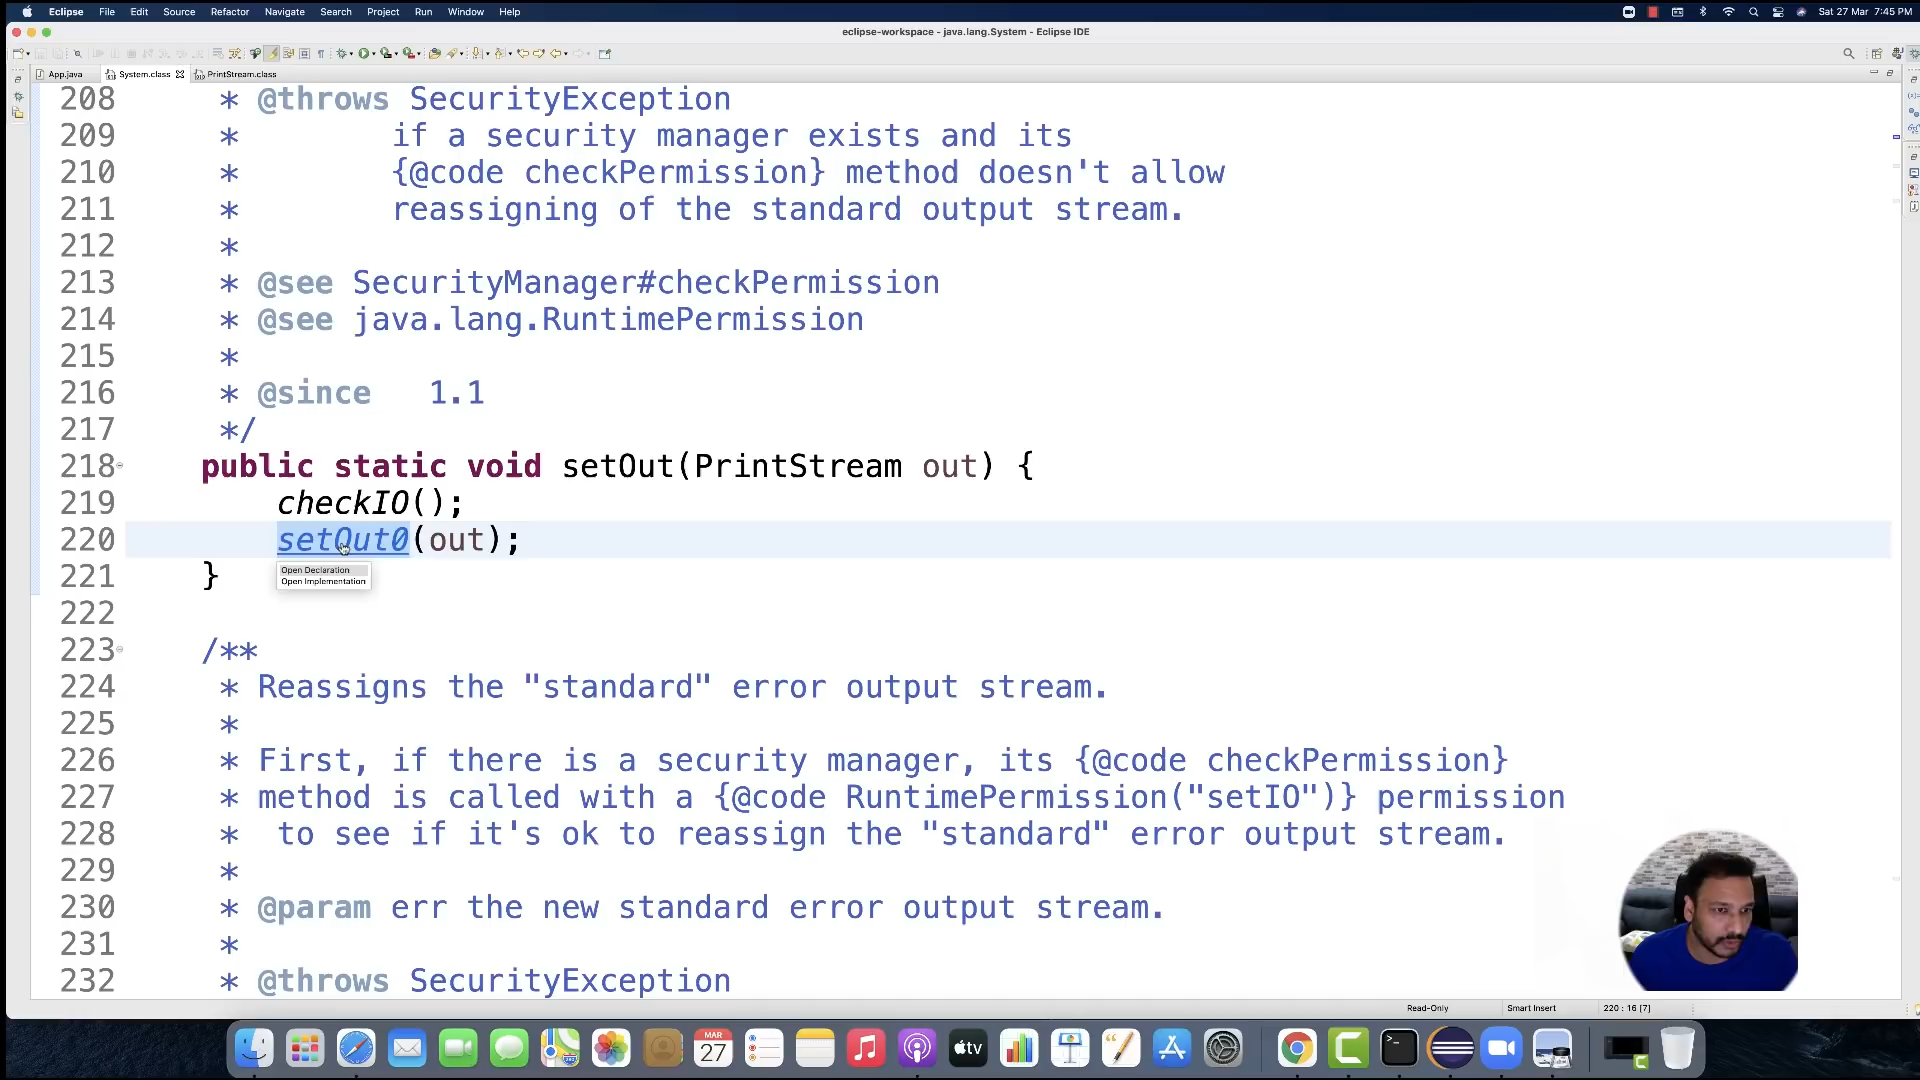 Eclipse File Edit Source Refactor Navigate Search Project Run Window Help Sat 27 Mar 7:45 PM
eclipse-workspace - java.lang.System - Eclipse IDE
App.java System.class PrintStream.class
208 * @throws SecurityException
209 * if a security manager exists and its
210 * {@code checkPermission} method doesn't allow
211 * reassigning of the standard output stream.
212 *
213 * @see SecurityManager#checkPermission
214 * @see java.lang.RuntimePermission
215 *
216 * @since 1.1
217 */
218 public static void setOut(PrintStream out) {
219 checkIO();
220 setOut0(out);
Open Declaration
221 }
Open Implementation
222
223 /**
224 * Reassigns the "standard" error output stream.
225 *
226 * First, if there is a security manager, its {@code checkPermission}
227 * method is called with a {@code RuntimePermission("setIO")} permission
228 * to see if it's ok to reassign the "standard" error output stream.
229 *
230 * @param err the new standard error output stream.
231 *
232 * @throws SecurityException
Read-Only Smart Insert 220 : 16 [7]
MAR
27
tv